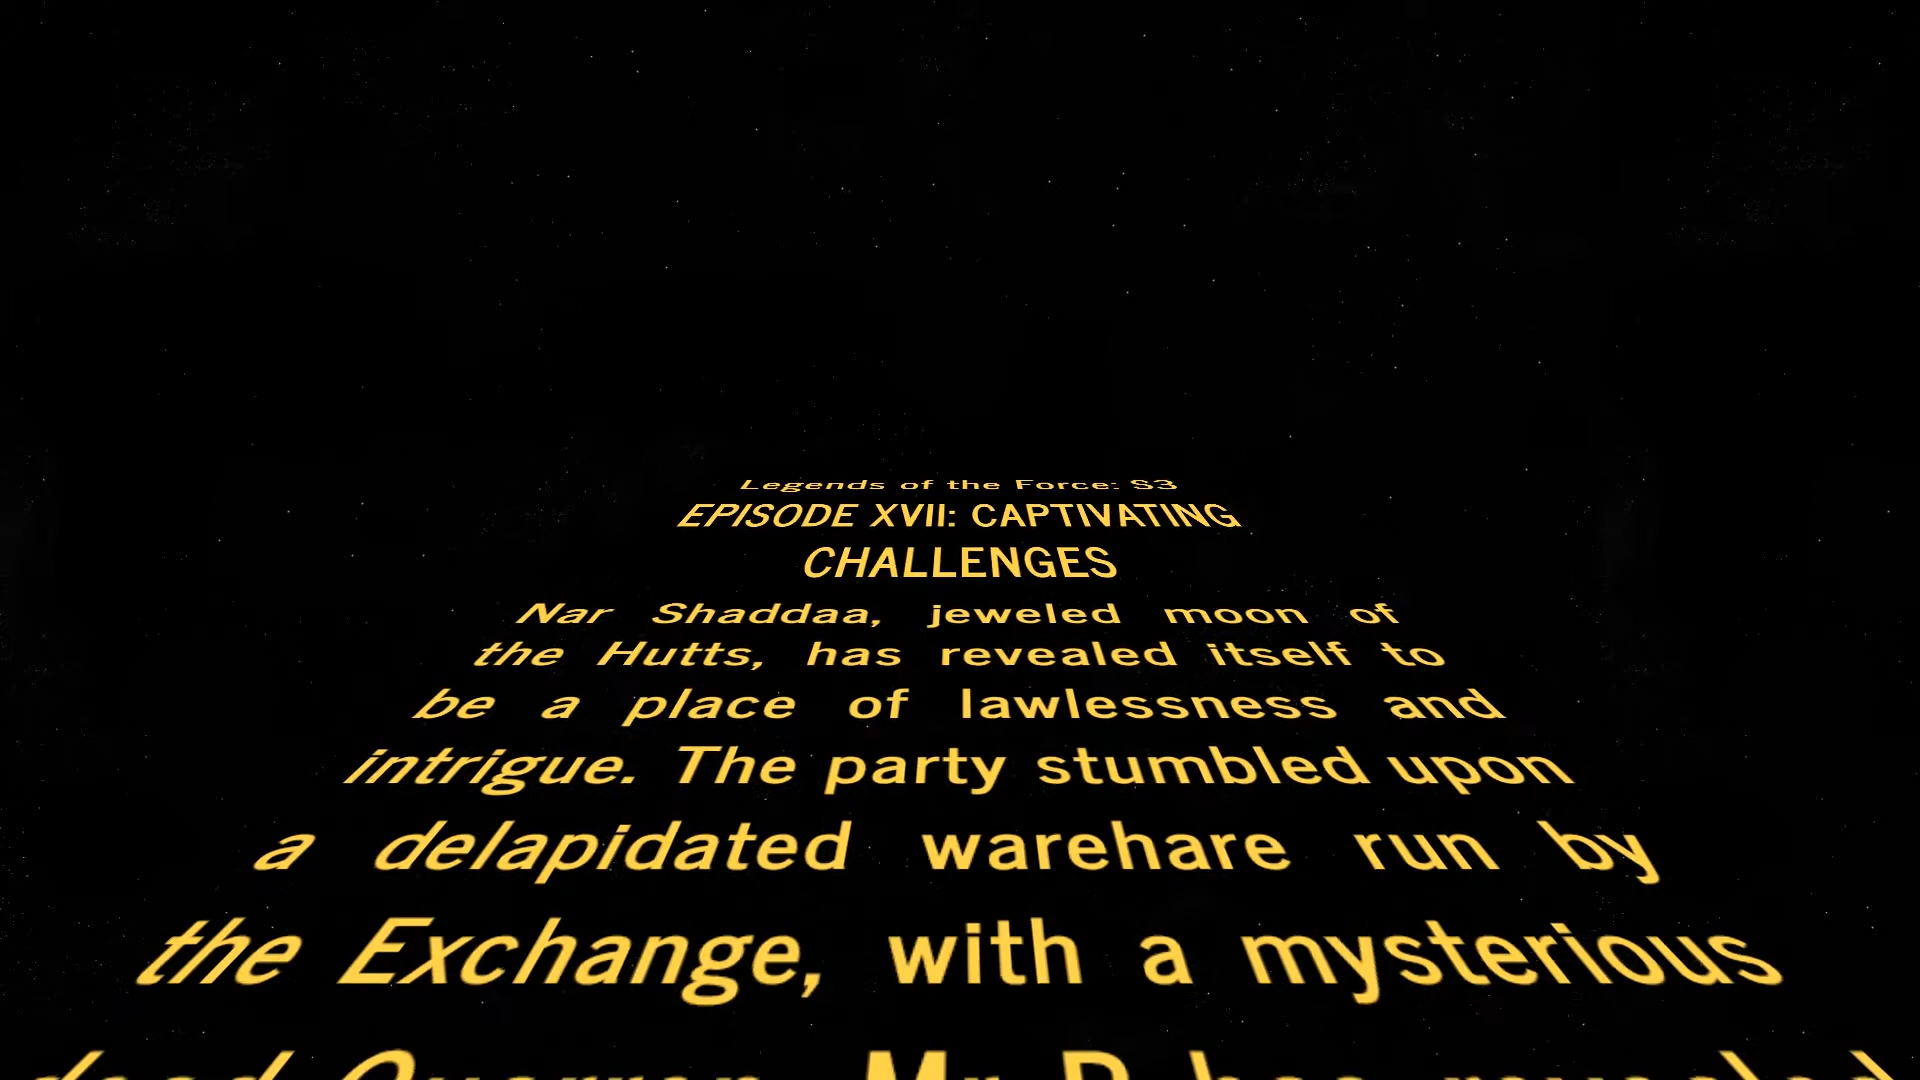 Legends of the Force: S3
EPISODE XVII: CAPTIVATING
CHALLENGES
Nar Shaddaa, jeweled moon of
the Hutts, has revealed itself to
be a place of lawlessness and
intrigue. The party stumbled upon
a delapidated warehare run by
the Exchange, with a mysterious